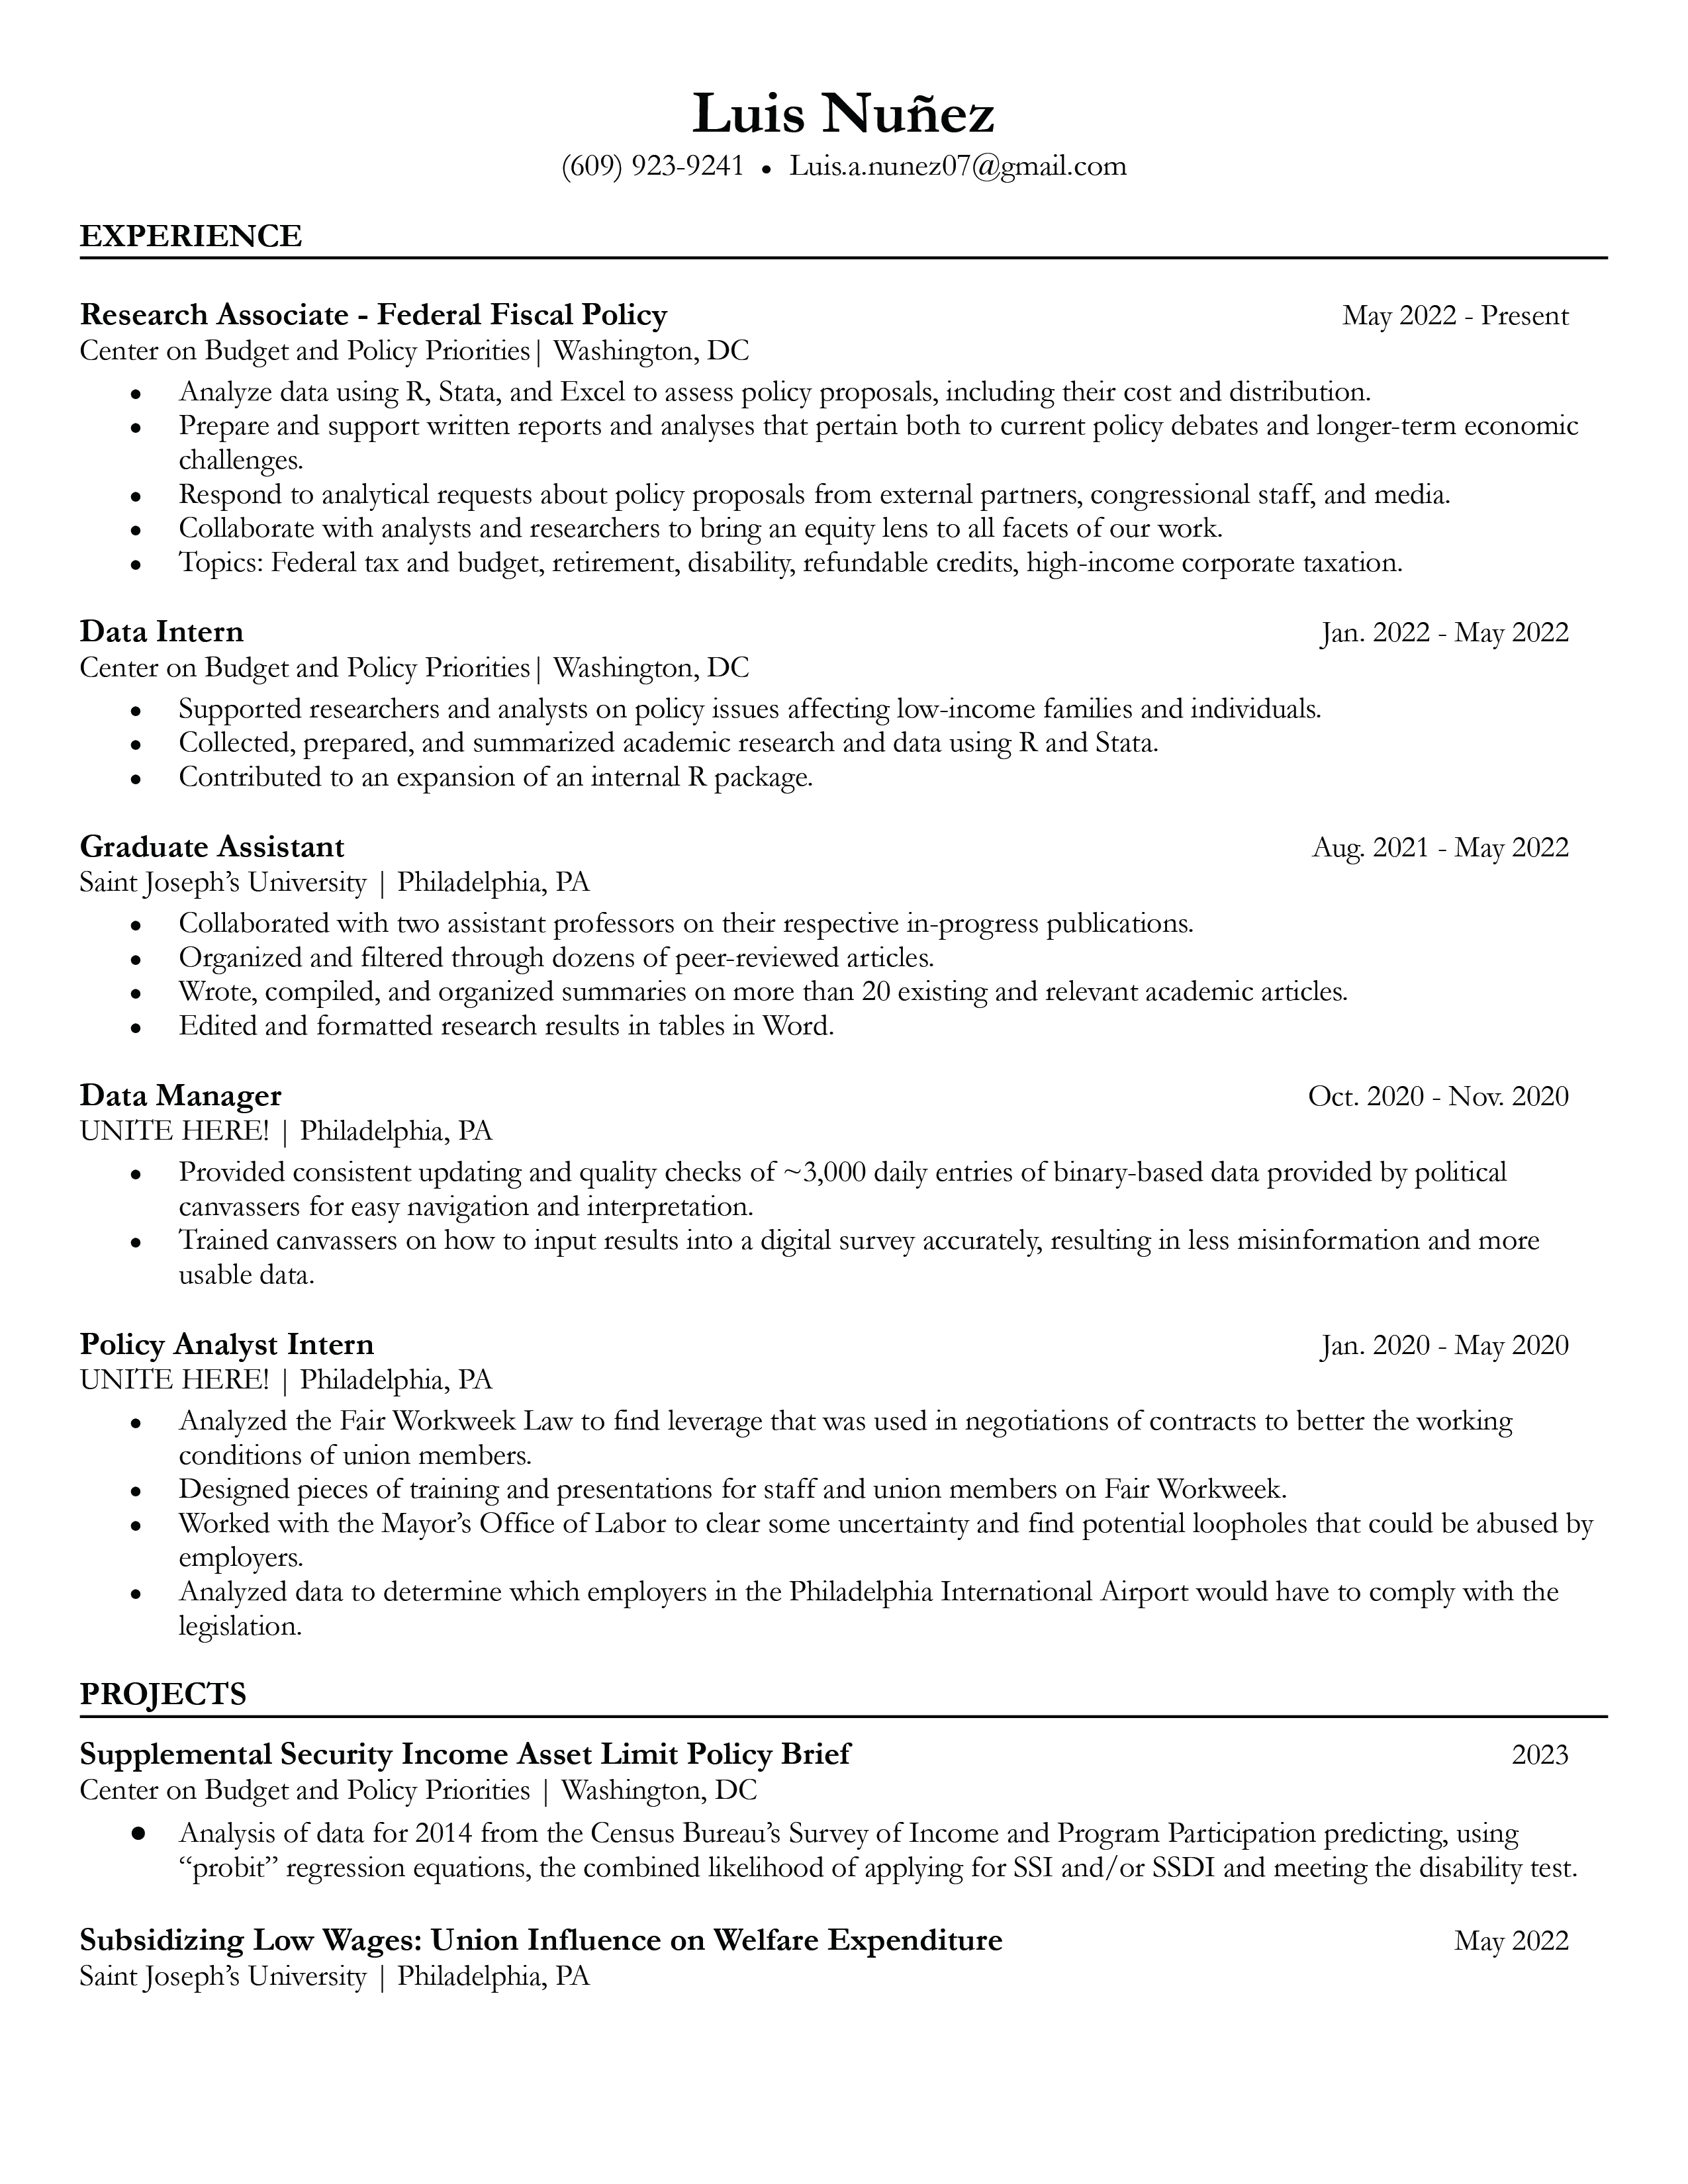 Luis Nuñez
(609) 923-9241 • Luis.a.nunez07@gmail.com
EXPERIENCE
Research Associate - Federal Fiscal Policy May 2022 - Present
Center on Budget and Policy Priorities| Washington, DC
• Analyze data using R, Stata, and Excel to assess policy proposals, including their cost and distribution.
• Prepare and support written reports and analyses that pertain both to current policy debates and longer-term economic
challenges.
• Respond to analytical requests about policy proposals from external partners, congressional staff, and media.
• Collaborate with analysts and researchers to bring an equity lens to all facets of our work.
• Topics: Federal tax and budget, retirement, disability, refundable credits, high-income corporate taxation.
Data Intern Jan. 2022 - May 2022
Center on Budget and Policy Priorities| Washington, DC
• Supported researchers and analysts on policy issues affecting low-income families and individuals.
• Collected, prepared, and summarized academic research and data using R and Stata.
• Contributed to an expansion of an internal R package.
Graduate Assistant Aug. 2021 - May 2022
Saint Joseph’s University | Philadelphia, PA
• Collaborated with two assistant professors on their respective in-progress publications.
• Organized and filtered through dozens of peer-reviewed articles.
• Wrote, compiled, and organized summaries on more than 20 existing and relevant academic articles.
• Edited and formatted research results in tables in Word.
Data Manager Oct. 2020 - Nov. 2020
UNITE HERE! | Philadelphia, PA
• Provided consistent updating and quality checks of ~3,000 daily entries of binary-based data provided by political
canvassers for easy navigation and interpretation.
• Trained canvassers on how to input results into a digital survey accurately, resulting in less misinformation and more
usable data.
Policy Analyst Intern Jan. 2020 - May 2020
UNITE HERE! | Philadelphia, PA
• Analyzed the Fair Workweek Law to find leverage that was used in negotiations of contracts to better the working
conditions of union members.
• Designed pieces of training and presentations for staff and union members on Fair Workweek.
• Worked with the Mayor’s Office of Labor to clear some uncertainty and find potential loopholes that could be abused by
employers.
• Analyzed data to determine which employers in the Philadelphia International Airport would have to comply with the
legislation.
PROJECTS
Supplemental Security Income Asset Limit Policy Brief 2023
Center on Budget and Policy Priorities | Washington, DC
• Analysis of data for 2014 from the Census Bureau’s Survey of Income and Program Participation predicting, using
“probit” regression equations, the combined likelihood of applying for SSI and/or SSDI and meeting the disability test.
Subsidizing Low Wages: Union Influence on Welfare Expenditure May 2022
Saint Joseph’s University | Philadelphia, PA